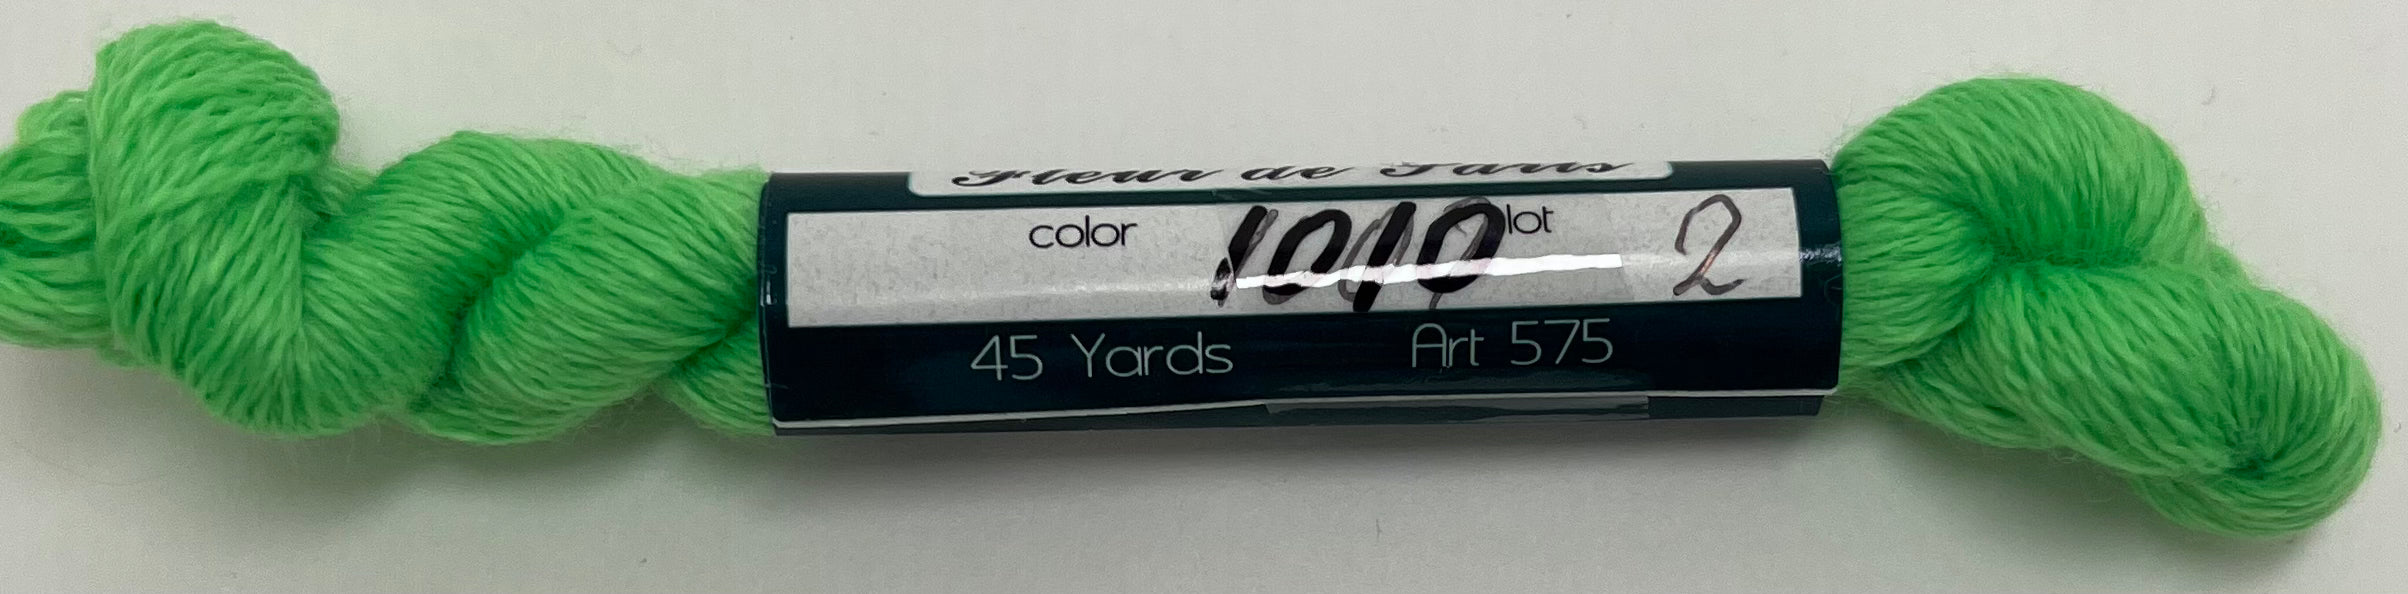 Fleur de Paris
color 1010 lot 2
45 Yards Art 575